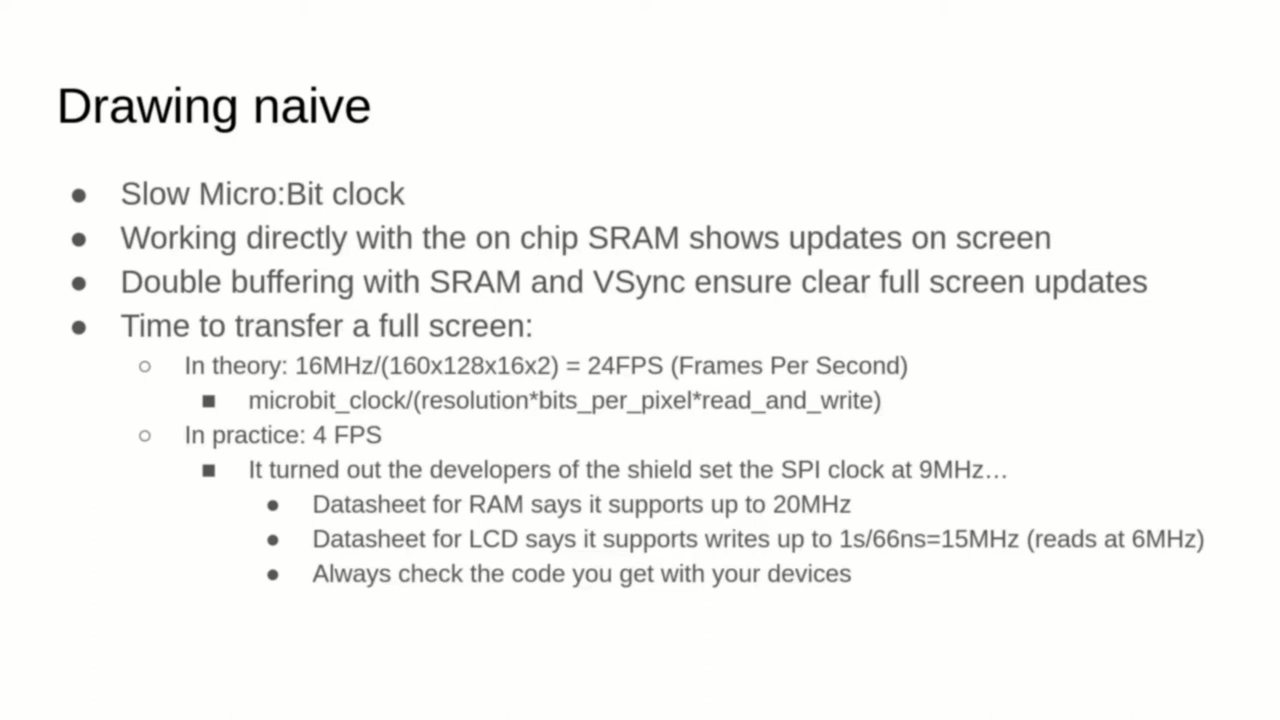 Drawing naive
● Slow Micro:Bit clock
● Working directly with the on chip SRAM shows updates on screen
● Double buffering with SRAM and VSync ensure clear full screen updates
● Time to transfer a full screen:
○ In theory: 16MHz/(160x128x16x2) = 24FPS (Frames Per Second)
■ microbit_clock/(resolution*bits_per_pixel*read_and_write)
○ In practice: 4 FPS
■ It turned out the developers of the shield set the SPI clock at 9MHz…
● Datasheet for RAM says it supports up to 20MHz
● Datasheet for LCD says it supports writes up to 1s/66ns=15MHz (reads at 6MHz)
● Always check the code you get with your devices